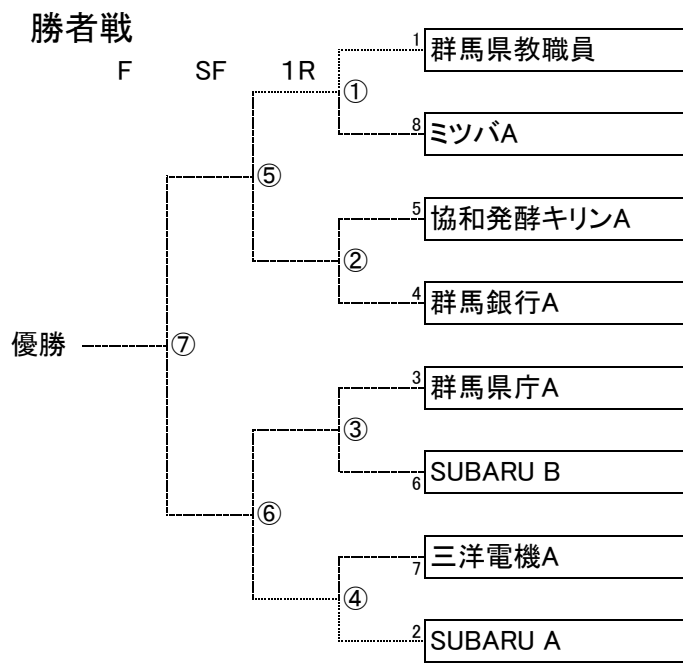 勝者戦
F SF 1R
1 群馬県教職員
①
8 ミツバA
⑤
5 協和発酵キリンA
②
4 群馬銀行A
優勝 ⑦
3 群馬県庁A
③
6 SUBARU B
⑥
7 三洋電機A
④
2 SUBARU A